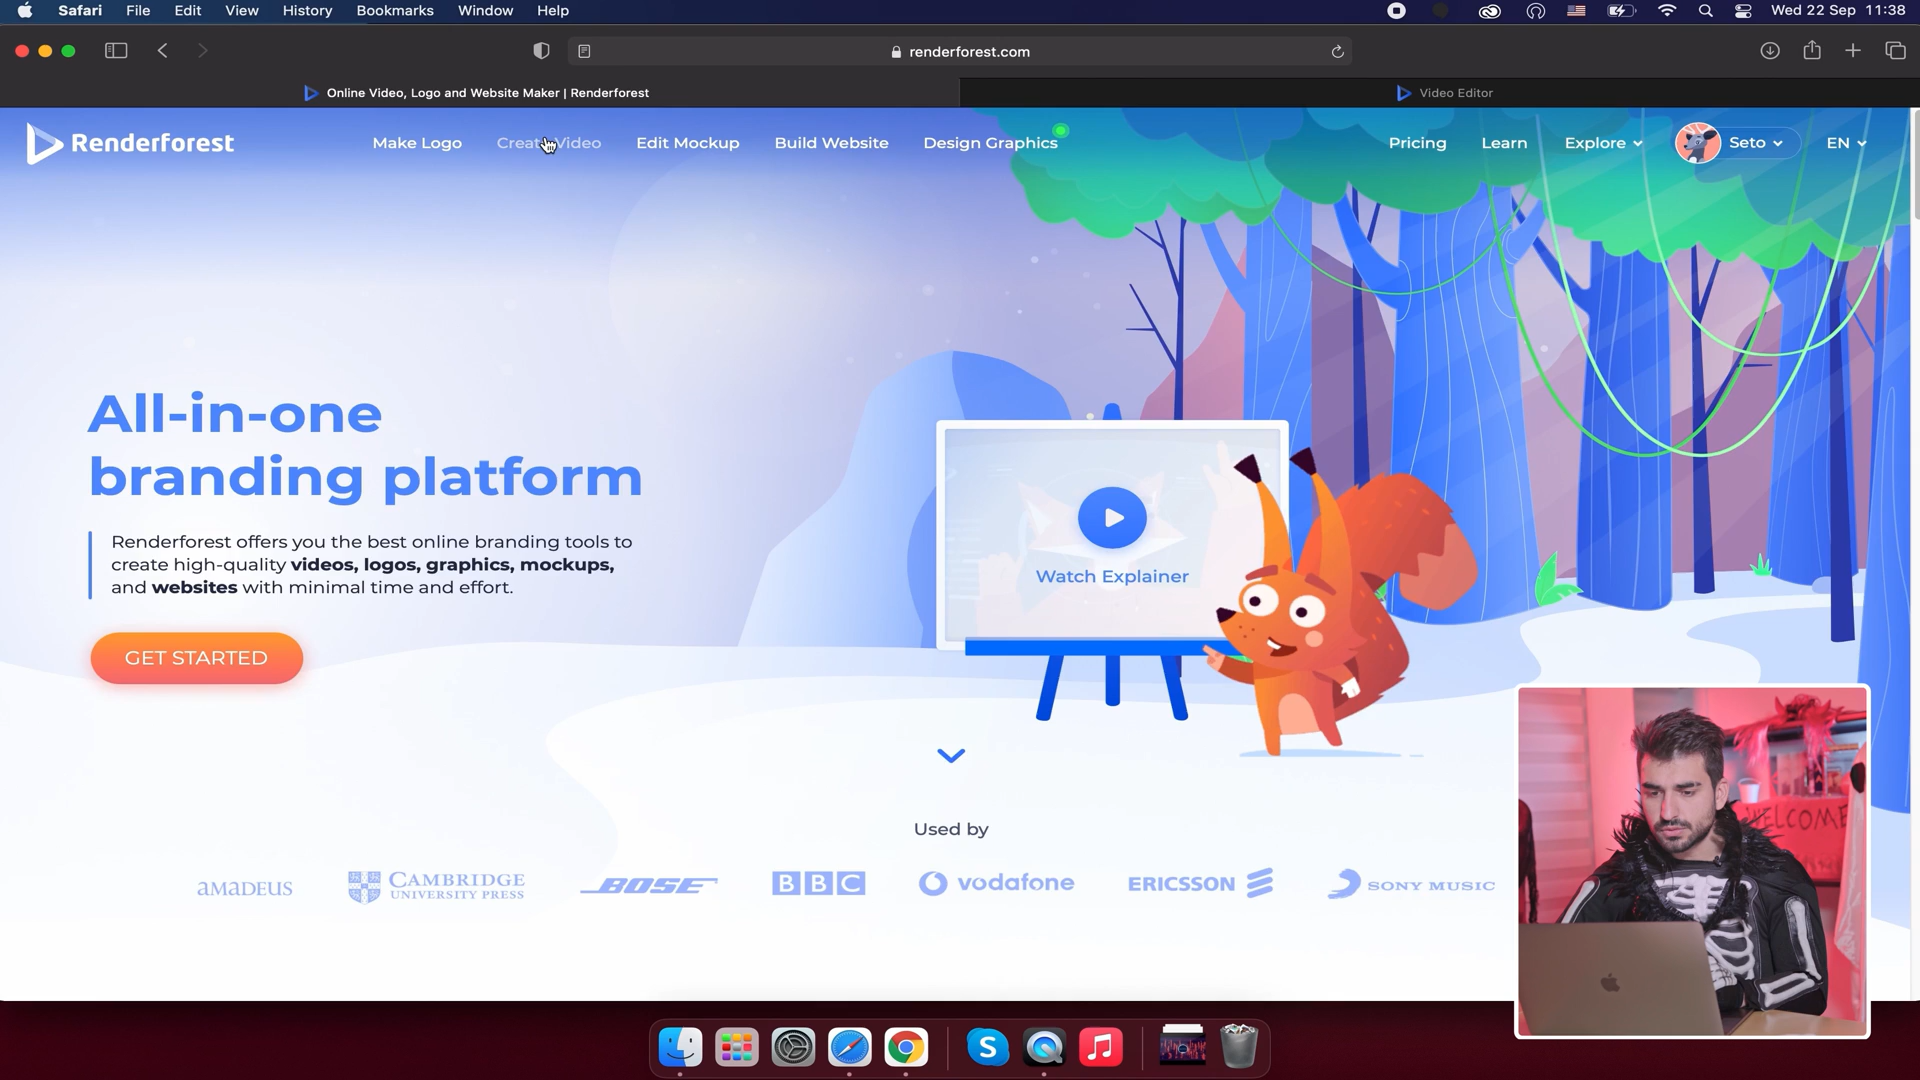 Safari File Edit View History Bookmarks Window Help
Wed 22 Sep 11:38
renderforest.com
Online Video, Logo and Website Maker | Renderforest
Video Editor
Renderforest
Make Logo
Create Video
Edit Mockup
Build Website
Design Graphics
Pricing
Learn
Explore
Seto
EN
All-in-one
branding platform
Renderforest offers you the best online branding tools to
create high-quality videos, logos, graphics, mockups,
and websites with minimal time and effort.
GET STARTED
Watch Explainer
Used by
amadeus
CAMBRIDGE
UNIVERSITY PRESS
BOSE
BBC
vodafone
ERICSSON
SONY MUSIC
WELCOME